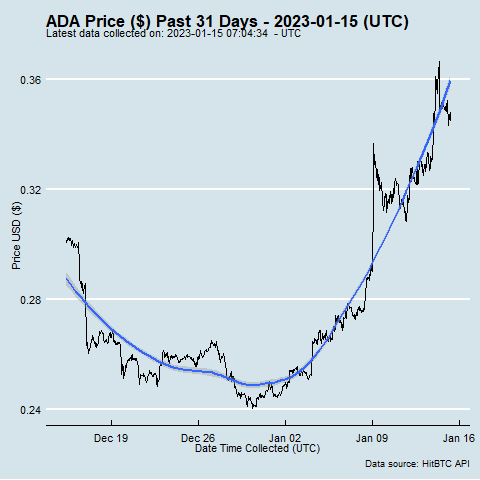 ADA Price ($) Past 31 Days - 2023-01-15 (UTC)
Latest data collected on: 2023-01-15 07:04:34 - UTC
0.36
0.32
0.28
0.24
Price USD ($)
Dec 19
Dec 26
Jan 02
Jan 09
Jan 16
Date Time Collected (UTC)
Data source: HitBTC API